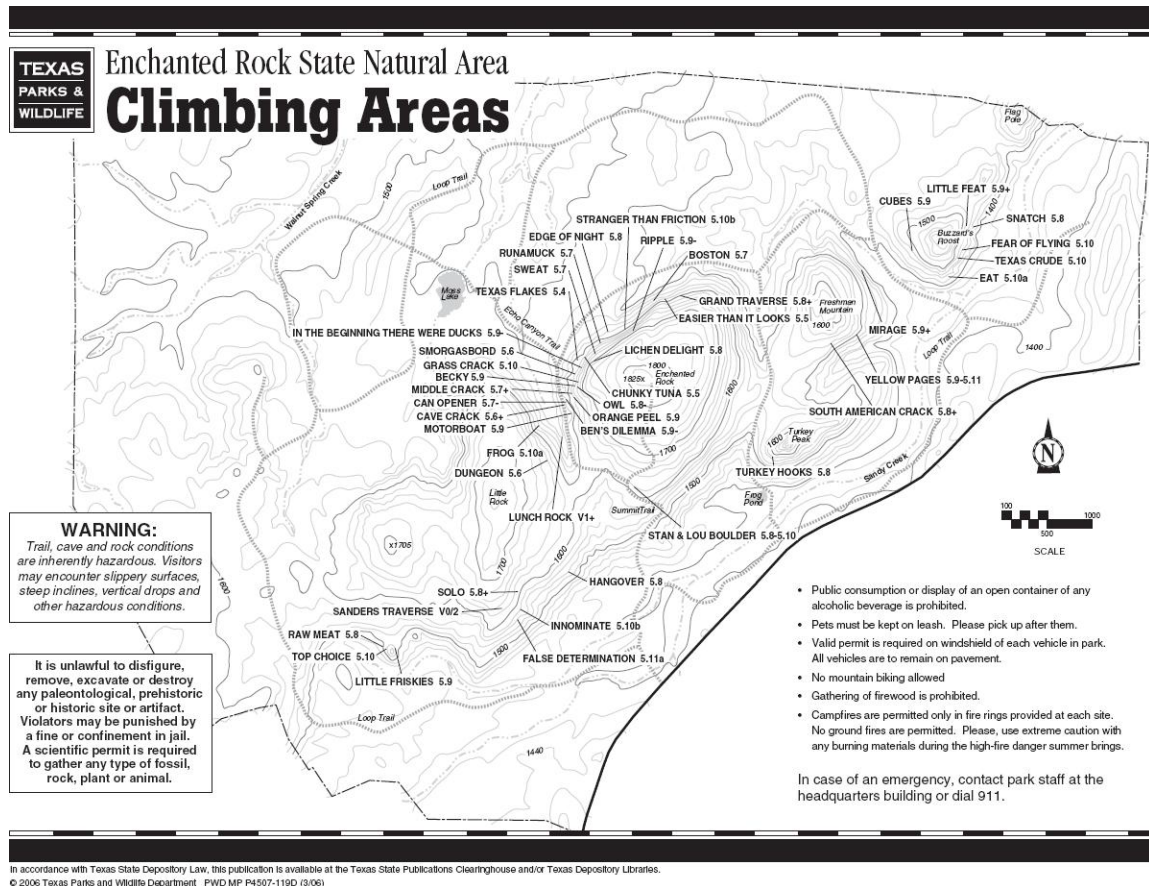 TEXAS
PARKS &
WILDLIFE
Enchanted Rock State Natural Area
Climbing Areas
Flag
Pole
Walnut Spring Creek
1500
Loop Trail
LITTLE FEAT 5.9+
CUBES 5.9
1400
1500
SNATCH 5.8
Buzzard's
Roost
FEAR OF FLYING 5.10
TEXAS CRUDE 5.10
EAT 5.10a
STRANGER THAN FRICTION 5.10b
EDGE OF NIGHT 5.8
RIPPLE 5.9-
RUNAMUCK 5.7
BOSTON 5.7
SWEAT 5.7
TEXAS FLAKES 5.4
Moss
Lake
Echo Canyon Trail
GRAND TRAVERSE 5.8+
EASIER THAN IT LOOKS 5.5
Freshman
Mountain
1600
MIRAGE 5.9+
Loop Trail
1400
IN THE BEGINNING THERE WERE DUCKS 5.9-
SMORGASBORD 5.6
LICHEN DELIGHT 5.8
GRASS CRACK 5.10
1800
BECKY 5.9
1825x
Enchanted
Rock
1600
YELLOW PAGES 5.9-5.11
MIDDLE CRACK 5.7+
CHUNKY TUNA 5.5
CAN OPENER 5.7-
OWL 5.8-
SOUTH AMERICAN CRACK 5.8+
CAVE CRACK 5.6+
ORANGE PEEL 5.9
MOTORBOAT 5.9
BEN'S DILEMMA 5.9-
Turkey
Peak
1600
1700
FROG 5.10a
DUNGEON 5.6
TURKEY HOOKS 5.8
Sandy Creek
N
Little
Rock
1500
Frog
Pond
LUNCH ROCK V1+
SummitTrail
STAN & LOU BOULDER 5.8-5.10
100
1000
500
SCALE
WARNING:
Trail, cave and rock conditions
are inherently hazardous. Visitors
may encounter slippery surfaces,
steep inclines, vertical drops and
other hazardous conditions.
x1705
1600
1600
1700
HANGOVER 5.8
SOLO 5.8+
SANDERS TRAVERSE V0/2
INNOMINATE 5.10b
RAW MEAT 5.8
1500
TOP CHOICE 5.10
FALSE DETERMINATION 5.11a
LITTLE FRISKIES 5.9
Loop Trail
1440
It is unlawful to disfigure,
remove, excavate or destroy
any paleontological, prehistoric
or historic site or artifact.
Violators may be punished by
a fine or confinement in jail.
A scientific permit is required
to gather any type of fossil,
rock, plant or animal.
• Public consumption or display of an open container of any
alcoholic beverage is prohibited.
• Pets must be kept on leash. Please pick up after them.
• Valid permit is required on windshield of each vehicle in park.
All vehicles are to remain on pavement.
• No mountain biking allowed
• Gathering of firewood is prohibited.
• Campfires are permitted only in fire rings provided at each site.
No ground fires are permitted. Please, use extreme caution with
any burning materials during the high-fire danger summer brings.
In case of an emergency, contact park staff at the
headquarters building or dial 911.
In accordance with Texas State Depository Law, this publication is available at the Texas State Publications Clearinghouse and/or Texas Depository Libraries.
© 2006 Texas Parks and Wildlife Department PWD MP P4507-119D (3/06)